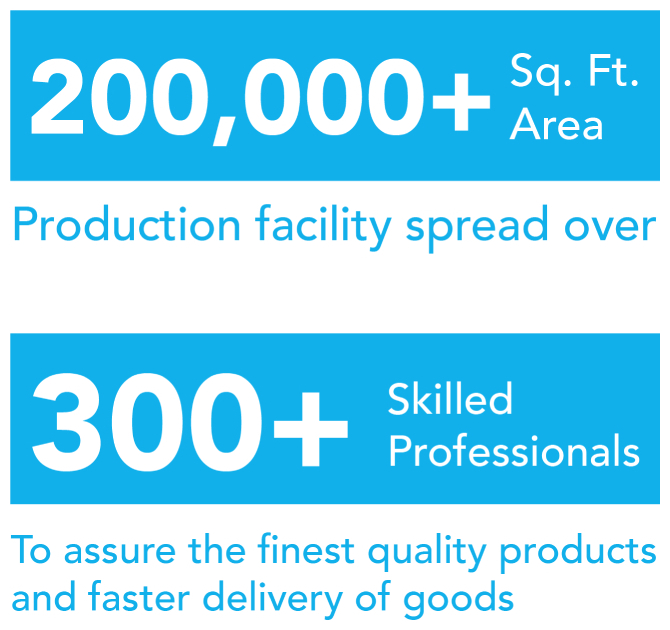 200,000+ Sq. Ft.
Area
Production facility spread over
300+ Skilled
Professionals
To assure the finest quality products
and faster delivery of goods